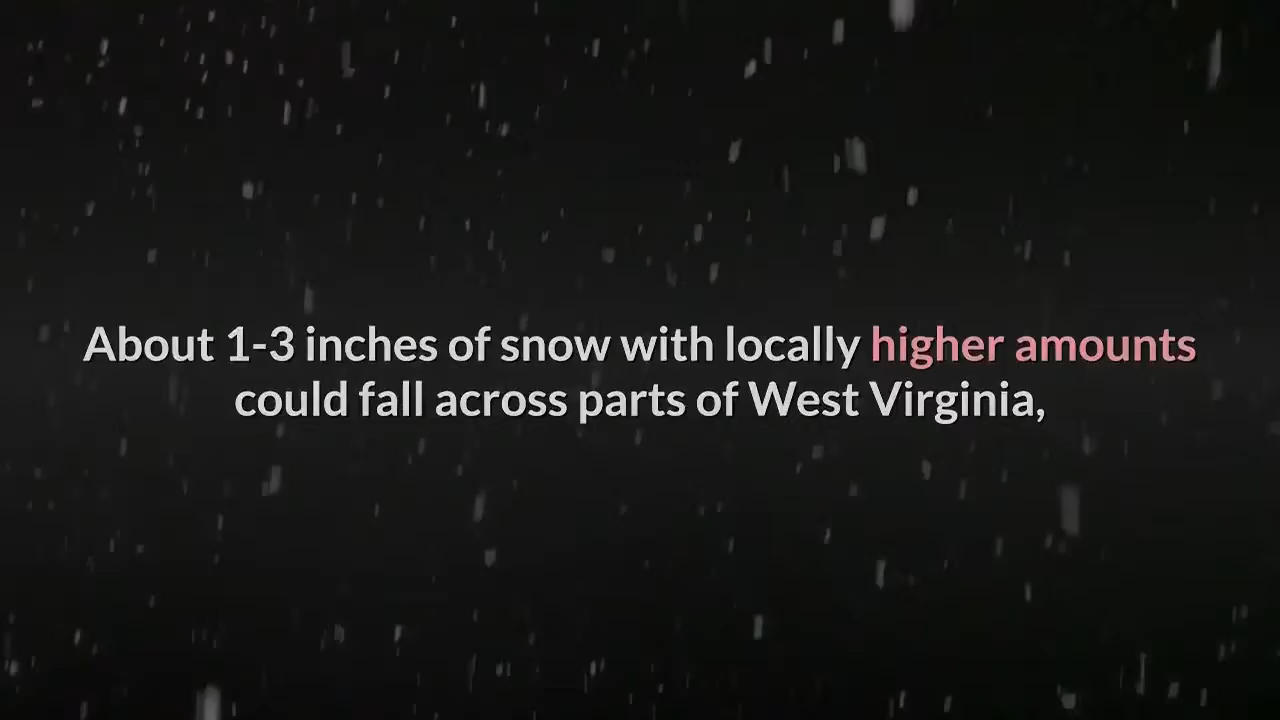 About 1-3 inches of snow with locally higher amounts
could fall across parts of West Virginia,